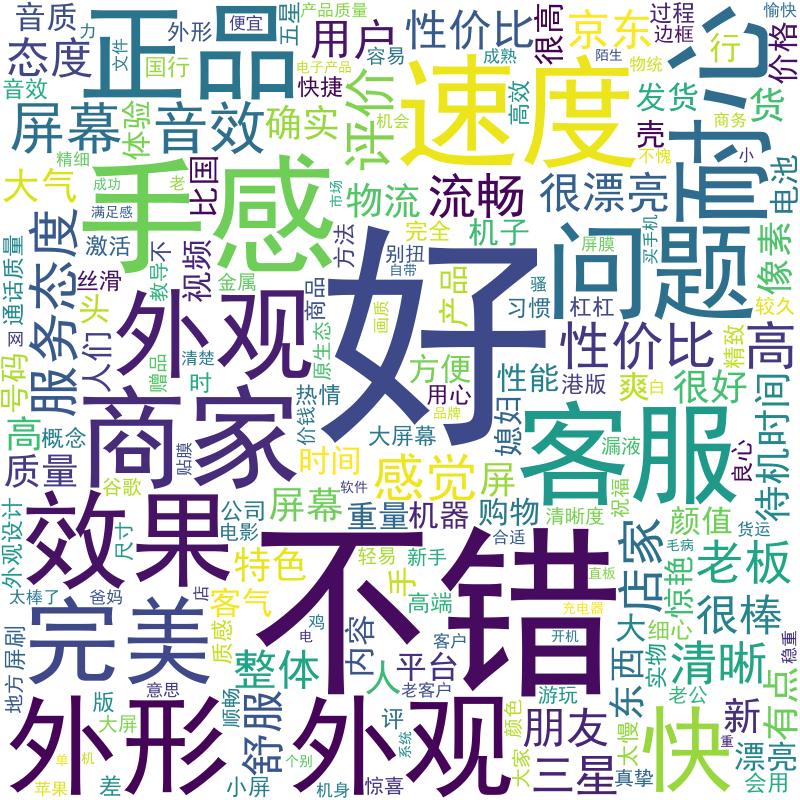 音质
力
外形
便宜
五星
产品质量
用户
性价比
很高
京东
过程
边框
行
愉快
价格
态度
文件
国行
正品
电子产品
快捷
容易
成熟
陌生
物统
心
耐
音效
屏幕
音效
体验
确实
评价
机会
速度
高效
发货
货
壳
商务
不愧
小
精细
大气
成功
老
满足感
比
国
市场
物流
流畅
很漂亮
电池
手感
激活
不
教导
丝滑
视频
金属
方法
完全
别扭
自带
机子
问题
屏膜
买手机
像素
通话质量
服务态度
头
人们
外观
商品
原生态
好
画质
产品
骚
习惯
杠杠
较久
精致
号码
囡
赠品
时
清楚
热情
方便
性能
性价比
港版
高
高
概念
质量
贴膜
商家
价钱
用心
品牌
大屏幕
媳妇
爽
白
很好
待机时间
谷歌
时间
感觉
屏
客服
漏液
良心
软件
祝福
外观设计
尺寸
效果
公司
电影
屏幕
重量
机器
购物
清晰度
合适
颜值
货运
太棒了
爸妈
店
特色
轻易
新手
手
不错
直板
店家
惊艳
毛病
老板
客气
质感
鸡
电
高端
充电器
开机
很棒
完美
内容
客户
大
细心
地方
屏刷
整体
人
平台
老客户
东西
实物
清晰
稳重
版
意思
顺畅
舒服
评
游玩
老公
有点
外形
大屏
外观
颜色
朋友
太慢
快
新
漂亮
单
机
苹果
差
小屏
个别
机身
惊喜
系统
大家
三星
重
真挚
会用